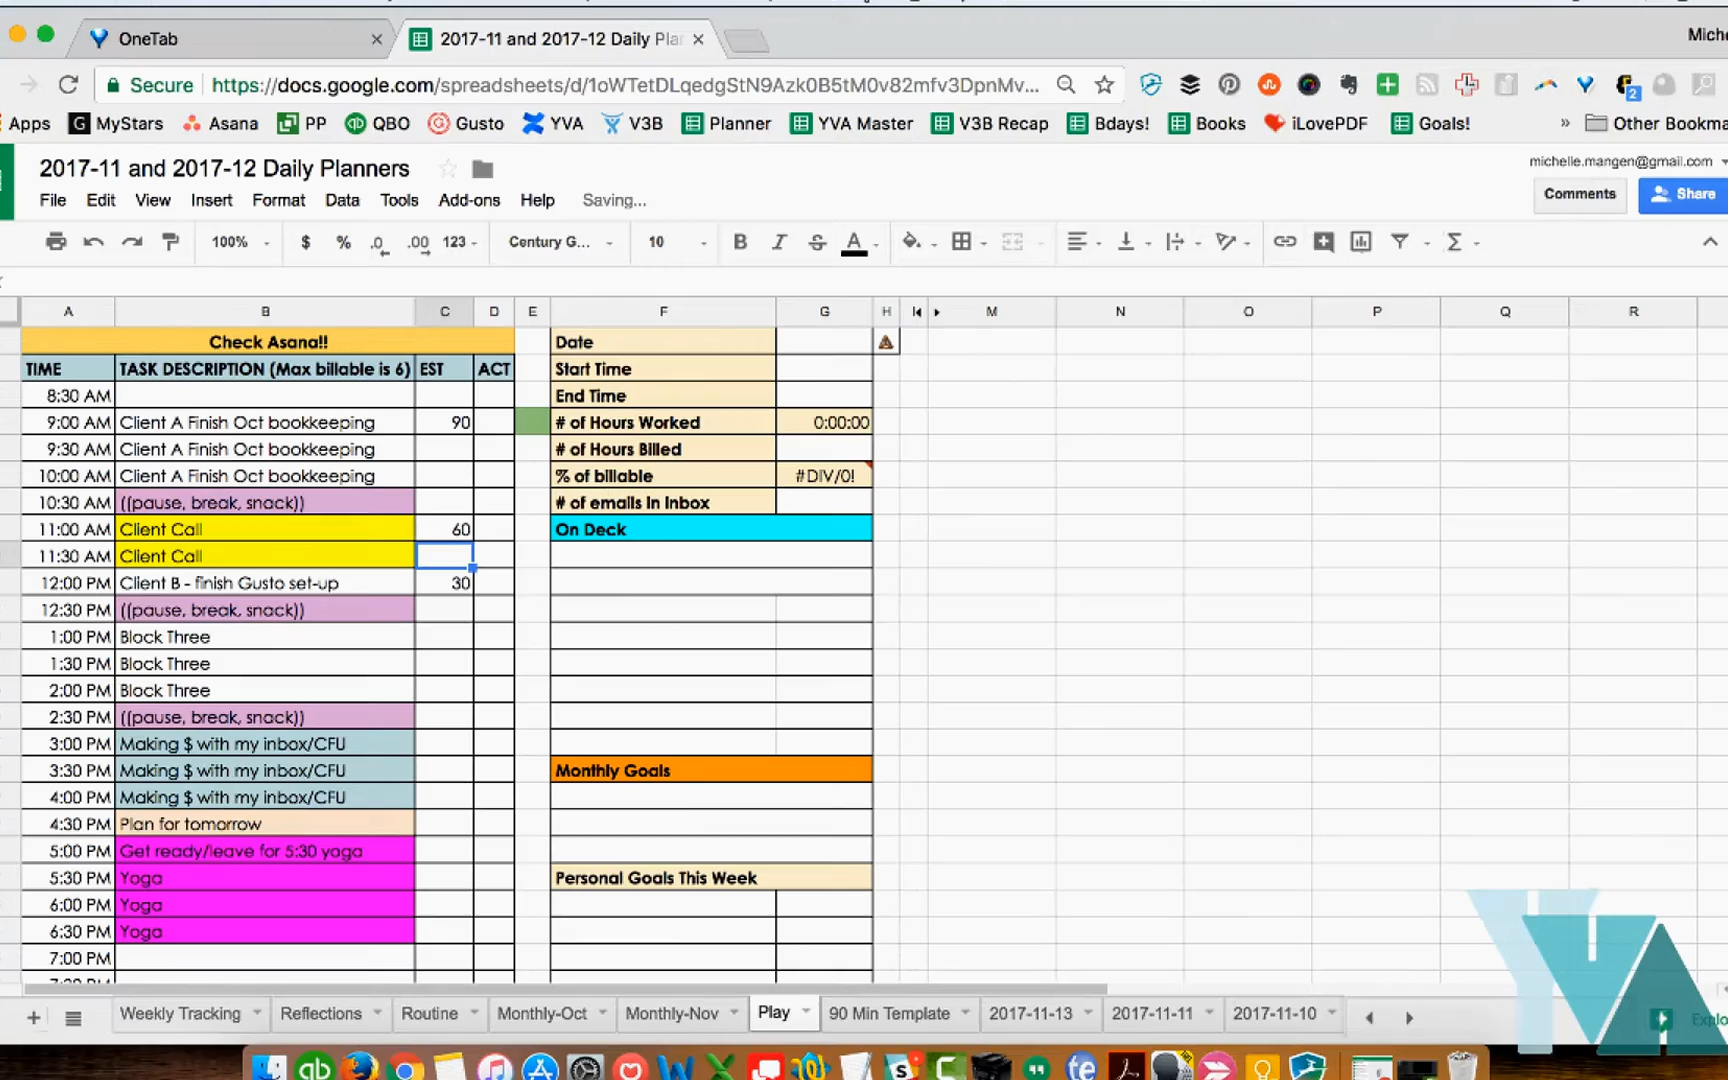 OneTab
2017-11 and 2017-12 Daily Pla
Miche
Secure https://docs.google.com/spreadsheets/d/1oWTetDLqedgStN9Azk0B5tM0v82mfv3DpnMv...
2
Apps MyStars Asana PP QBO Gusto YVA V3B Planner YVA Master V3B Recap Bdays! Books iLovePDF Goals! » Other Bookma
2017-11 and 2017-12 Daily Planners
michelle.mangen@gmail.com
File Edit View Insert Format Data Tools Add-ons Help Saving...
Comments Share
100% $ % .0 .00 123 Century G... 10 B I S A Σ
A B C D E F G H M N O P Q R
Check Asana!! Date
TIME TASK DESCRIPTION (Max billable is 6) EST ACT Start Time
8:30 AM End Time
9:00 AM Client A Finish Oct bookkeeping 90 # of Hours Worked 0:00:00
9:30 AM Client A Finish Oct bookkeeping # of Hours Billed
10:00 AM Client A Finish Oct bookkeeping % of billable #DIV/0!
10:30 AM ((pause, break, snack)) # of emails in Inbox
11:00 AM Client Call 60 On Deck
11:30 AM Client Call
12:00 PM Client B - finish Gusto set-up 30
12:30 PM ((pause, break, snack))
1:00 PM Block Three
1:30 PM Block Three
2:00 PM Block Three
2:30 PM ((pause, break, snack))
3:00 PM Making $ with my inbox/CFU
3:30 PM Making $ with my inbox/CFU Monthly Goals
4:00 PM Making $ with my inbox/CFU
4:30 PM Plan for tomorrow
5:00 PM Get ready/leave for 5:30 yoga
5:30 PM Yoga Personal Goals This Week
6:00 PM Yoga
6:30 PM Yoga
7:00 PM
Weekly Tracking Reflections Routine Monthly-Oct Monthly-Nov Play 90 Min Template 2017-11-13 2017-11-11 2017-11-10 Explo
YVA